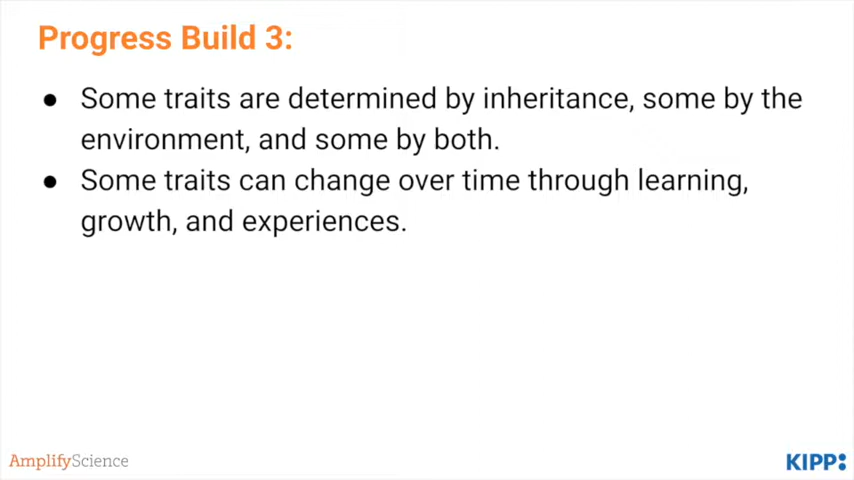 Progress Build 3:
● Some traits are determined by inheritance, some by the
environment, and some by both.
● Some traits can change over time through learning,
growth, and experiences.
AmplifyScience
KIPP: